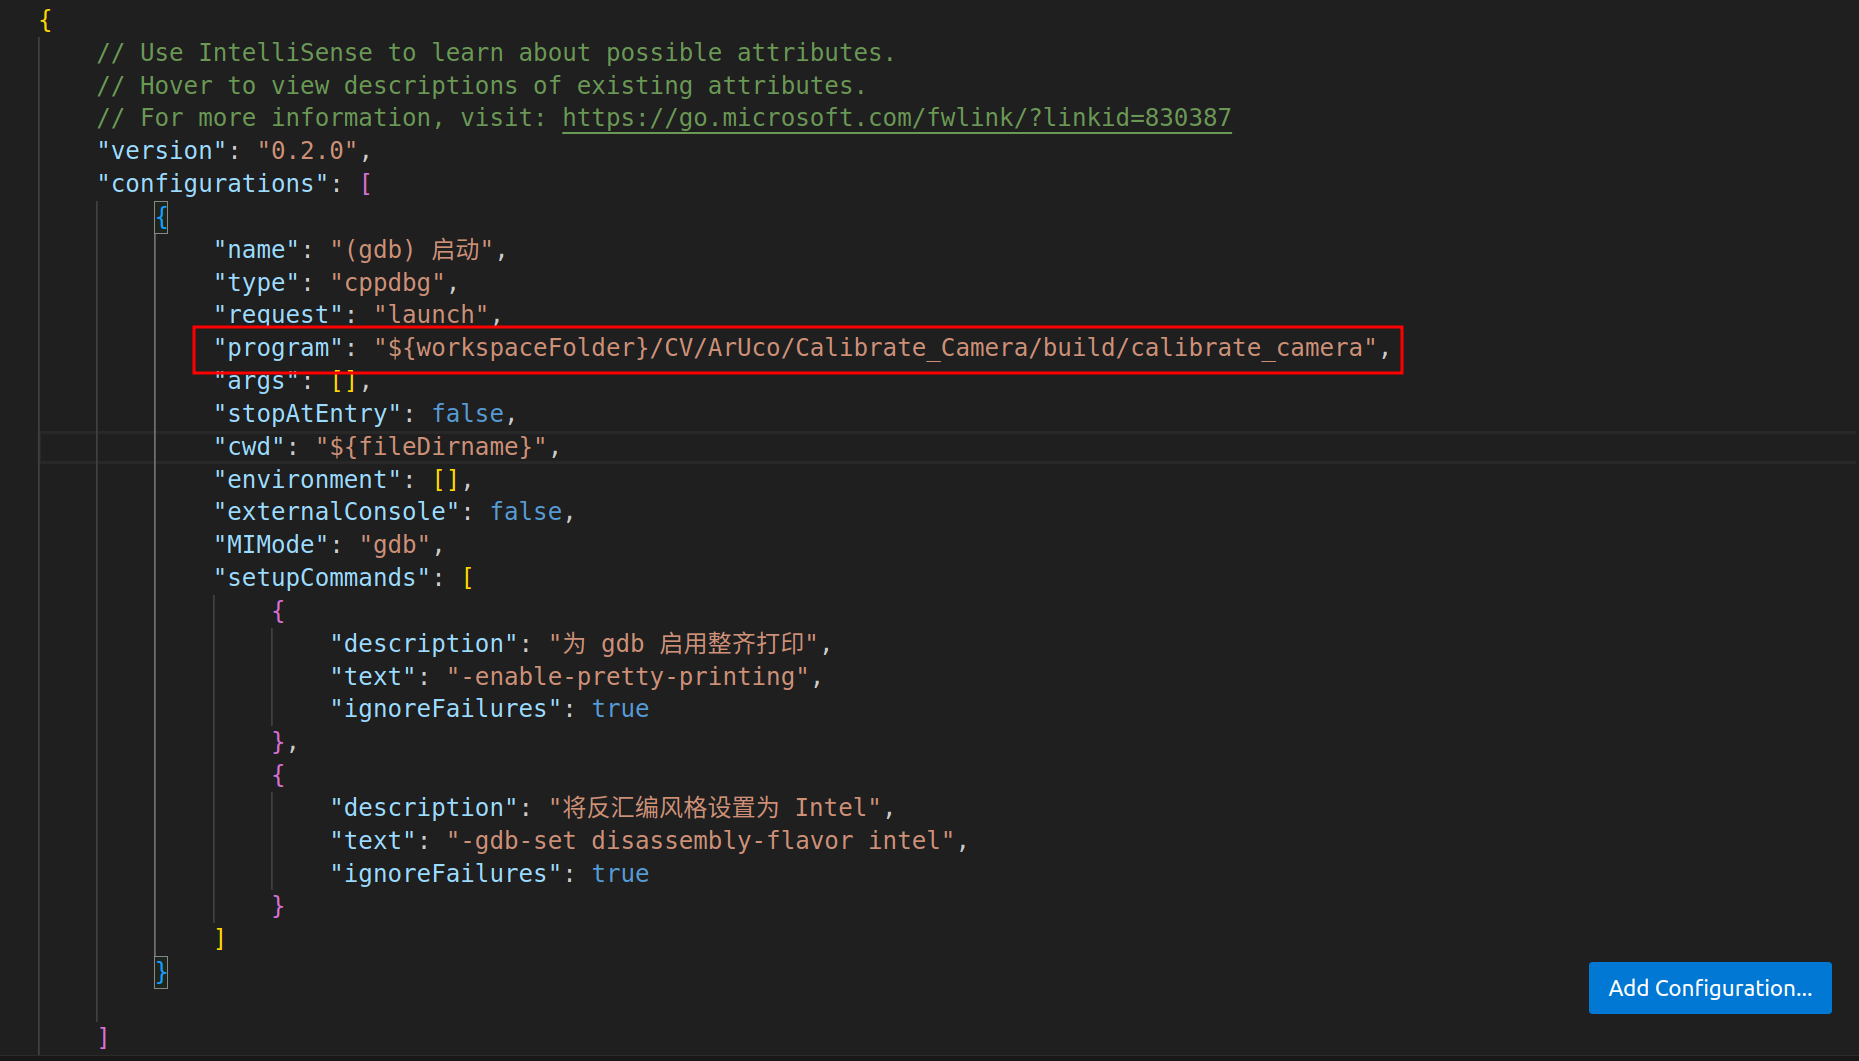 {
// Use IntelliSense to learn about possible attributes.
// Hover to view descriptions of existing attributes.
// For more information, visit: https://go.microsoft.com/fwlink/?linkid=830387
"version": "0.2.0",
"configurations": [
{
"name": "(gdb) 启动",
"type": "cppdbg",
"request": "launch",
"program": "${workspaceFolder}/CV/ArUco/Calibrate_Camera/build/calibrate_camera",
"args": [],
"stopAtEntry": false,
"cwd": "${fileDirname}",
"environment": [],
"externalConsole": false,
"MIMode": "gdb",
"setupCommands": [
{
"description": "为 gdb 启用整齐打印",
"text": "-enable-pretty-printing",
"ignoreFailures": true
},
{
"description": "将反汇编风格设置为 Intel",
"text": "-gdb-set disassembly-flavor intel",
"ignoreFailures": true
}
]
}
Add Configuration...
]